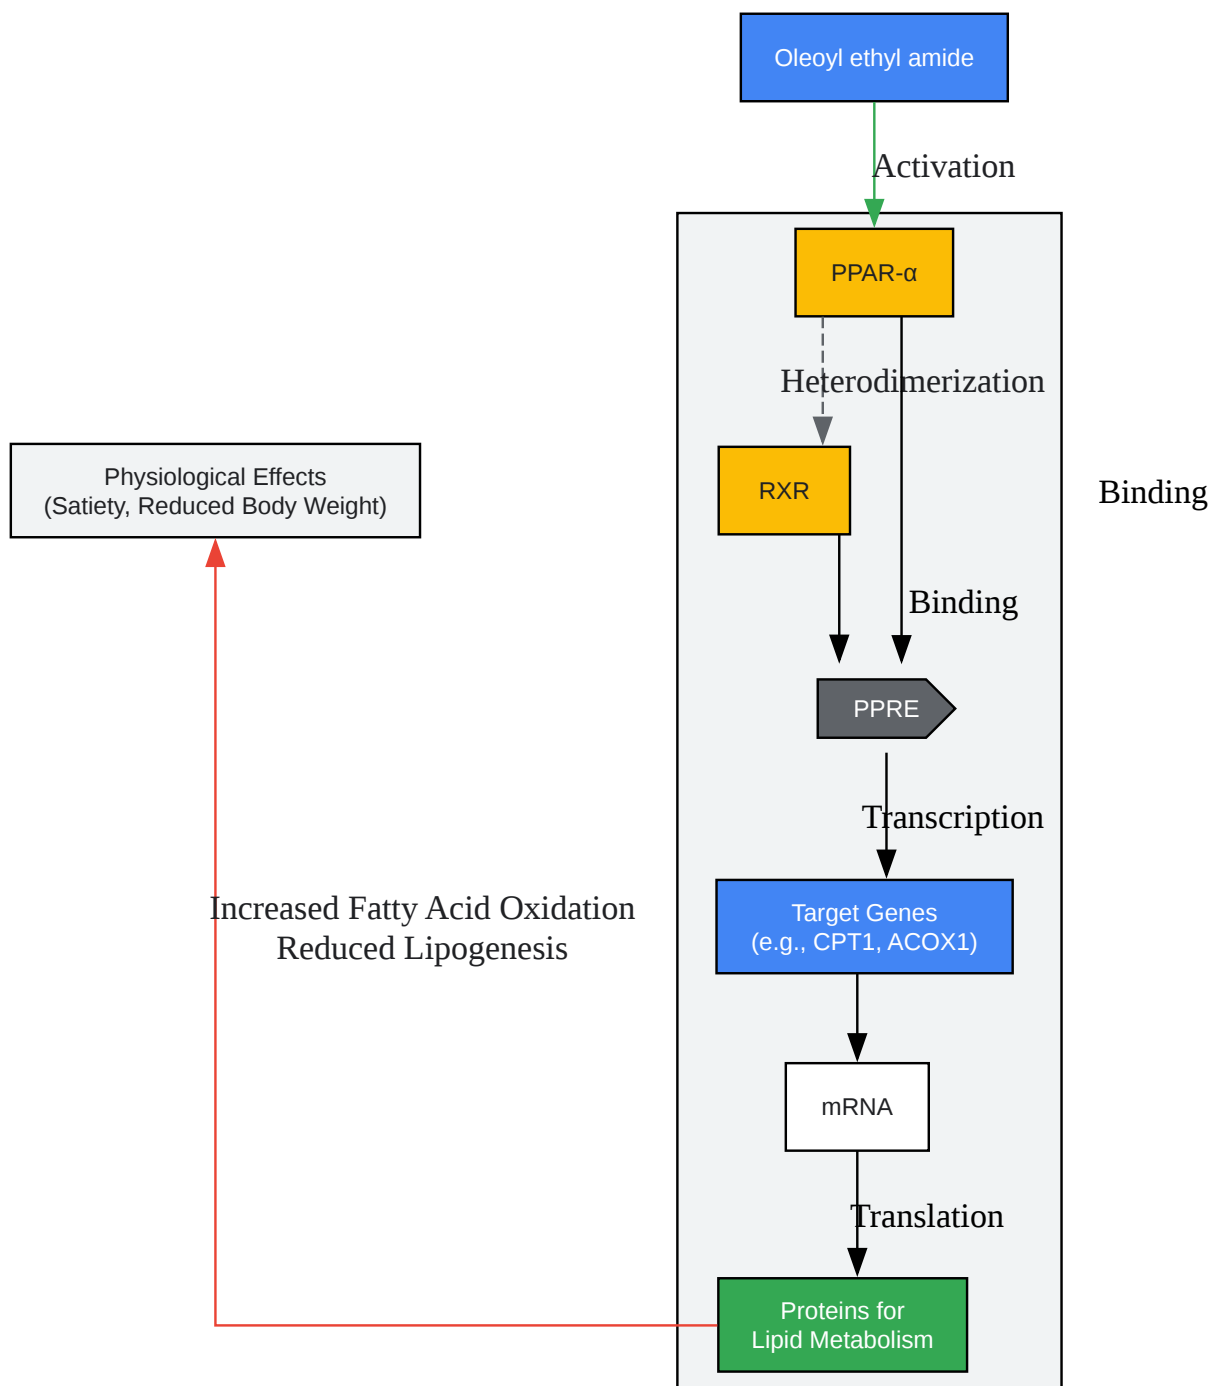 Oleoyl ethyl amide
Activation
PPAR-α
Heterodimerization
Physiological Effects
(Satiety, Reduced Body Weight)
RXR
Binding
Binding
PPRE
Transcription
Increased Fatty Acid Oxidation
Reduced Lipogenesis
Target Genes
(e.g., CPT1, ACOX1)
mRNA
Translation
Proteins for
Lipid Metabolism